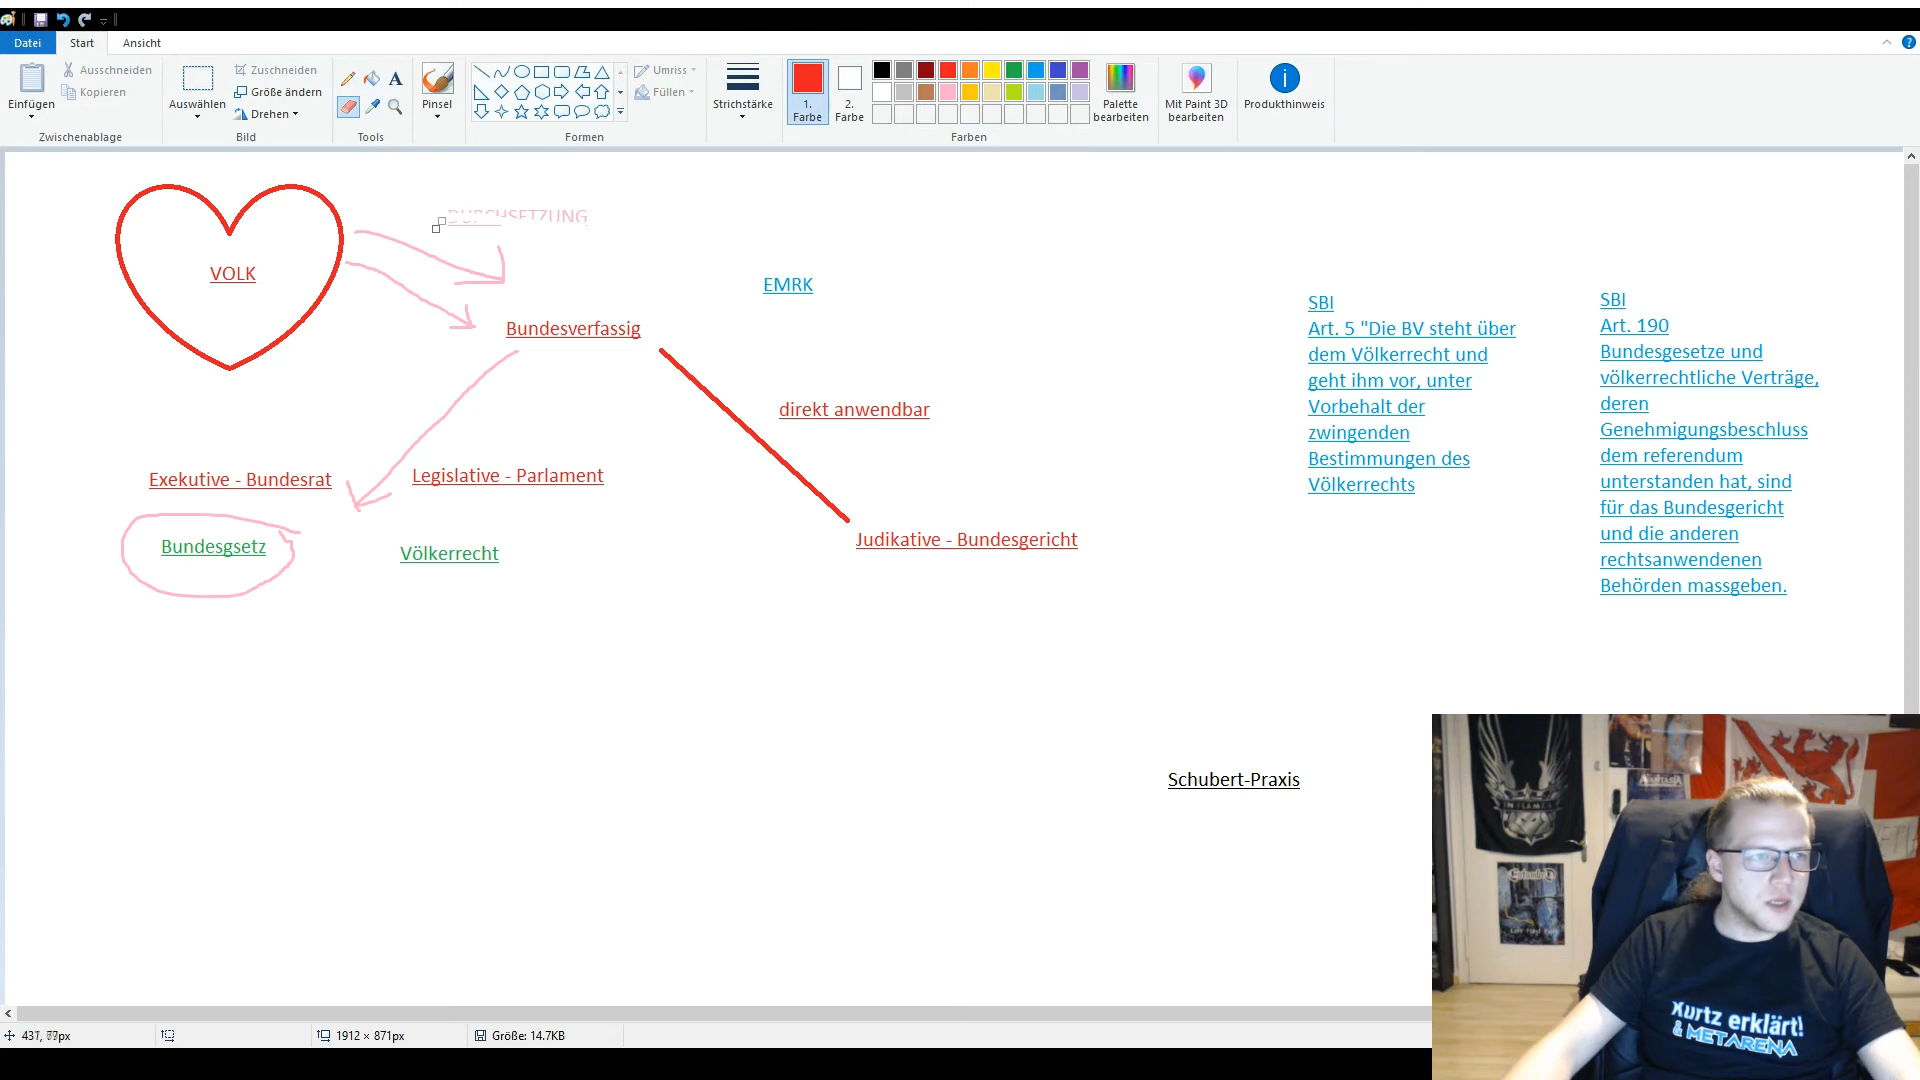 Datei
Start
Ansicht
Einfügen
Ausschneiden
Kopieren
Zwischenablage
Auswählen
Zuschneiden
Größe ändern
Drehen
Bild
Tools
Pinsel
Umriss
Füllen
Formen
Strichstärke
1.
Farbe
2.
Farbe
Palette
bearbeiten
Farben
Mit Paint 3D
bearbeiten
Produkthinweis
VOLK
DURCHSETZUNG
Bundesverfassig
EMRK
direkt anwendbar
Exekutive - Bundesrat
Legislative - Parlament
Judikative - Bundesgericht
Bundesgsetz
Völkerrecht
SBI
Art. 5 "Die BV steht über
dem Völkerrecht und
geht ihm vor, unter
Vorbehalt der
zwingenden
Bestimmungen des
Völkerrechts
SBI
Art. 190
Bundesgesetze und
völkerrechtliche Verträge,
deren
Genehmigungsbeschluss
dem referendum
unterstanden hat, sind
für das Bundesgericht
und die anderen
rechtsanwendenen
Behörden massgeben.
Schubert-Praxis
IN FLAMES
Entombed
Xurtz erklärt!
& METARENA
1912 × 871px
Größe: 14.7KB